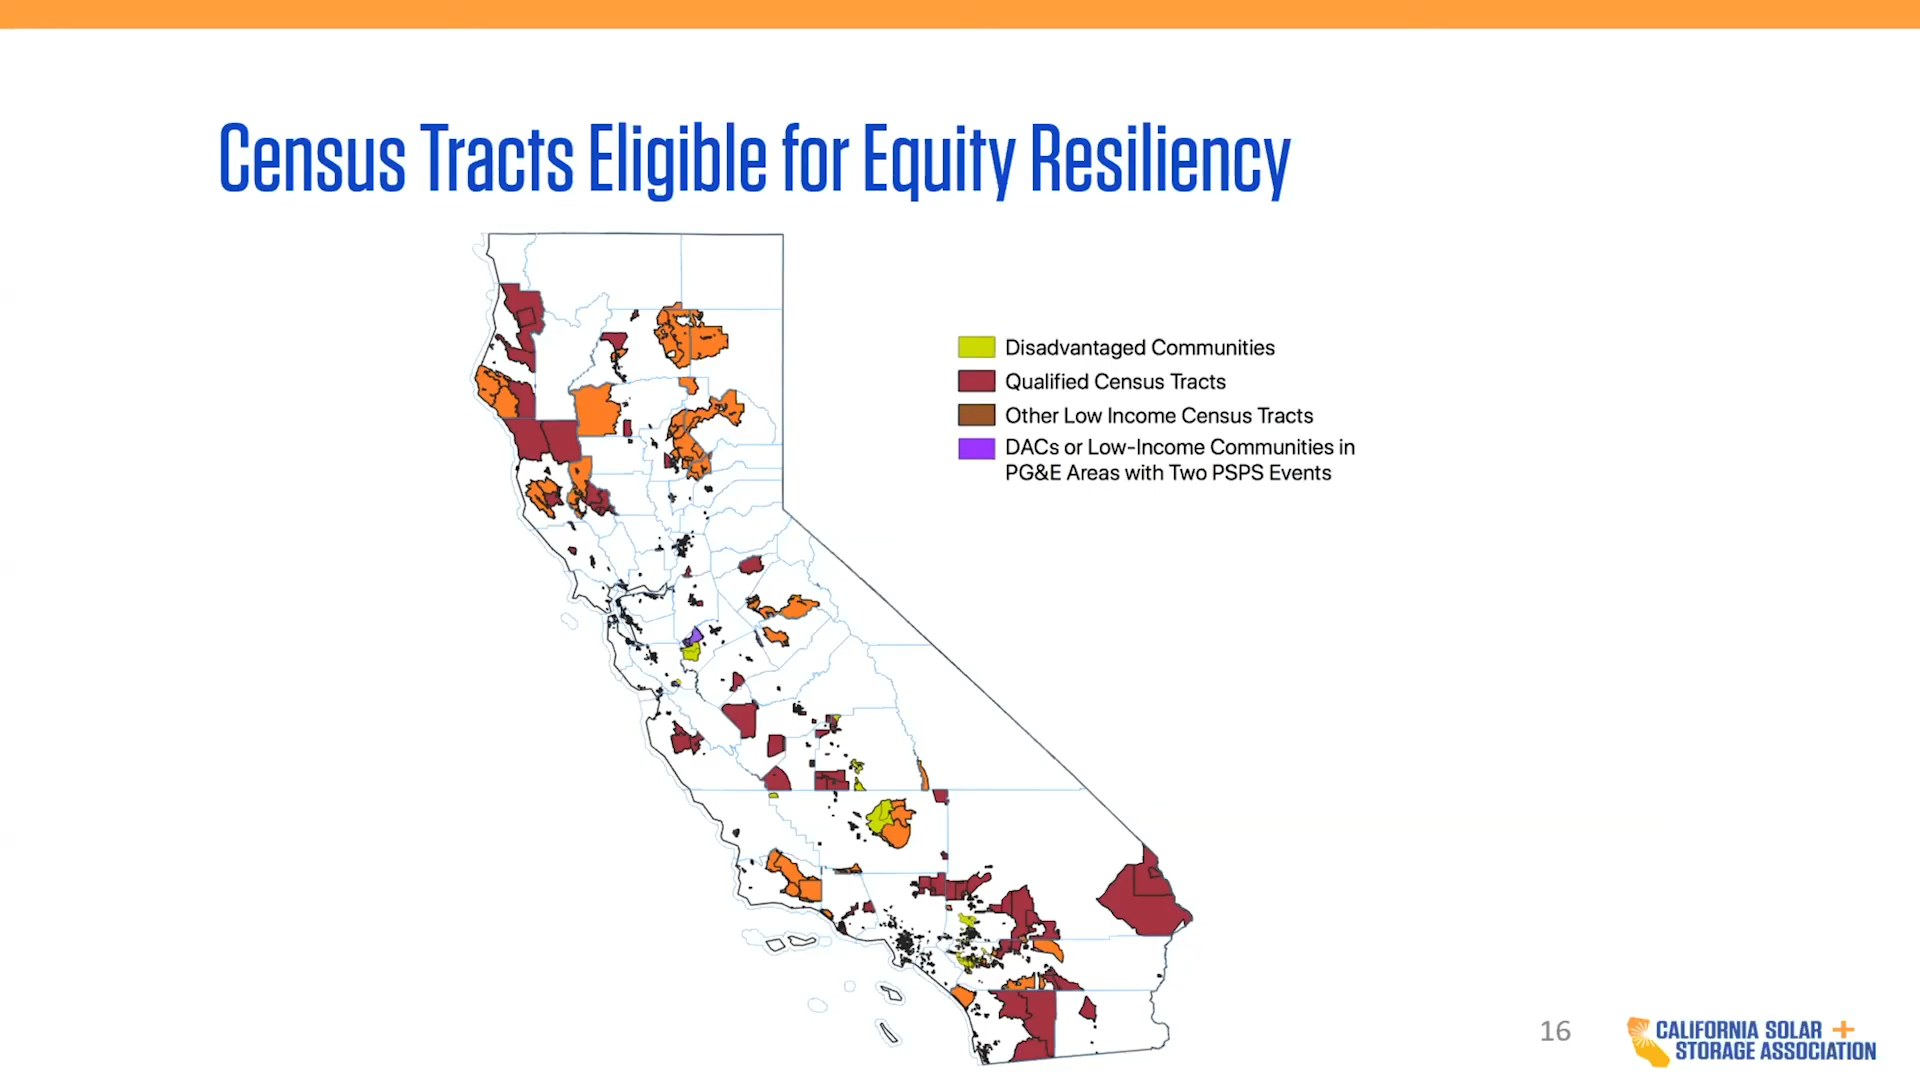 Census Tracts Eligible for Equity Resiliency
Disadvantaged Communities
Qualified Census Tracts
Other Low Income Census Tracts
DACs or Low-Income Communities in
PG&E Areas with Two PSPS Events
16
CALIFORNIA SOLAR +
STORAGE ASSOCIATION